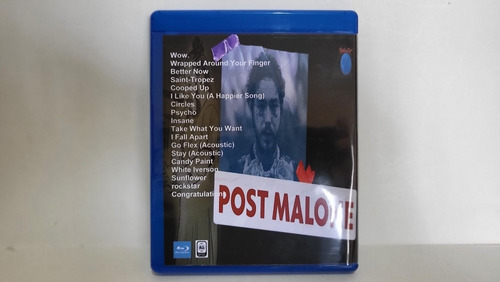 Wow.
Wrapped Around Your Finger
Better Now
Saint-Tropez
Cooped Up
I Like You (A Happier Song)
Circles
Psycho
Insane
Take What You Want
I Fall Apart
Go Flex (Acoustic)
Stay (Acoustic)
Candy Paint
White Iverson
Sunflower
rockstar
Congratulations
POST MALONE